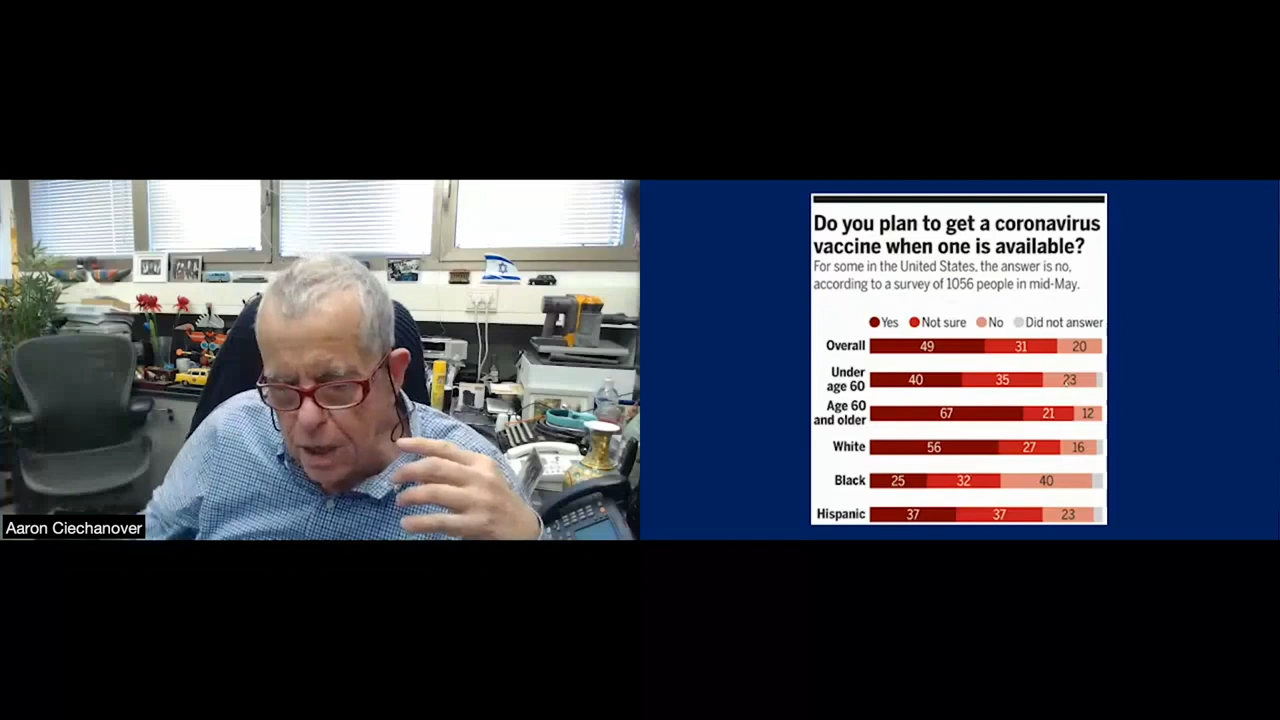 Aaron Ciechanover
Do you plan to get a coronavirus
vaccine when one is available?
For some in the United States, the answer is no,
according to a survey of 1056 people in mid-May.
Yes Not sure No Did not answer
Overall 49 31 20
Under
age 60 40 35 23
Age 60
and older 67 21 12
White 56 27 16
Black 25 32 40
Hispanic 37 37 23